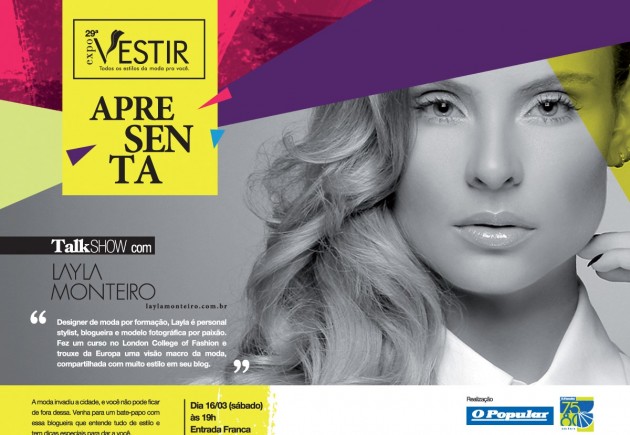 29ª
expo VESTIR
Todos os estilos da moda pra você.
APRE
SEN
TA
TalkSHOW com
LAYLA
MONTEIRO
laylamonteiro.com.br
“ Designer de moda por formação, Layla é personal
stylist, blogueira e modelo fotográfica por paixão.
Fez um curso no London College of Fashion e
trouxe da Europa uma visão macro da moda,
compartilhada com muito estilo em seu blog. ”
A moda invadiu a cidade, e você não pode ficar
de fora dessa. Venha para um bate-papo com
essa blogueira que entende tudo de estilo e
tem dicas especiais para dar a você.
Dia 16/03 (sábado)
às 19h
Entrada Franca
Realização
O Popular